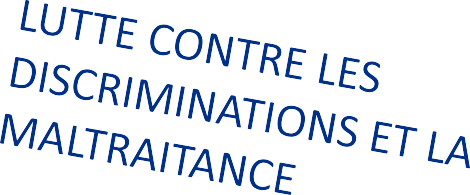 LUTTE CONTRE LES
DISCRIMINATIONS ET LA
MALTRAITANCE